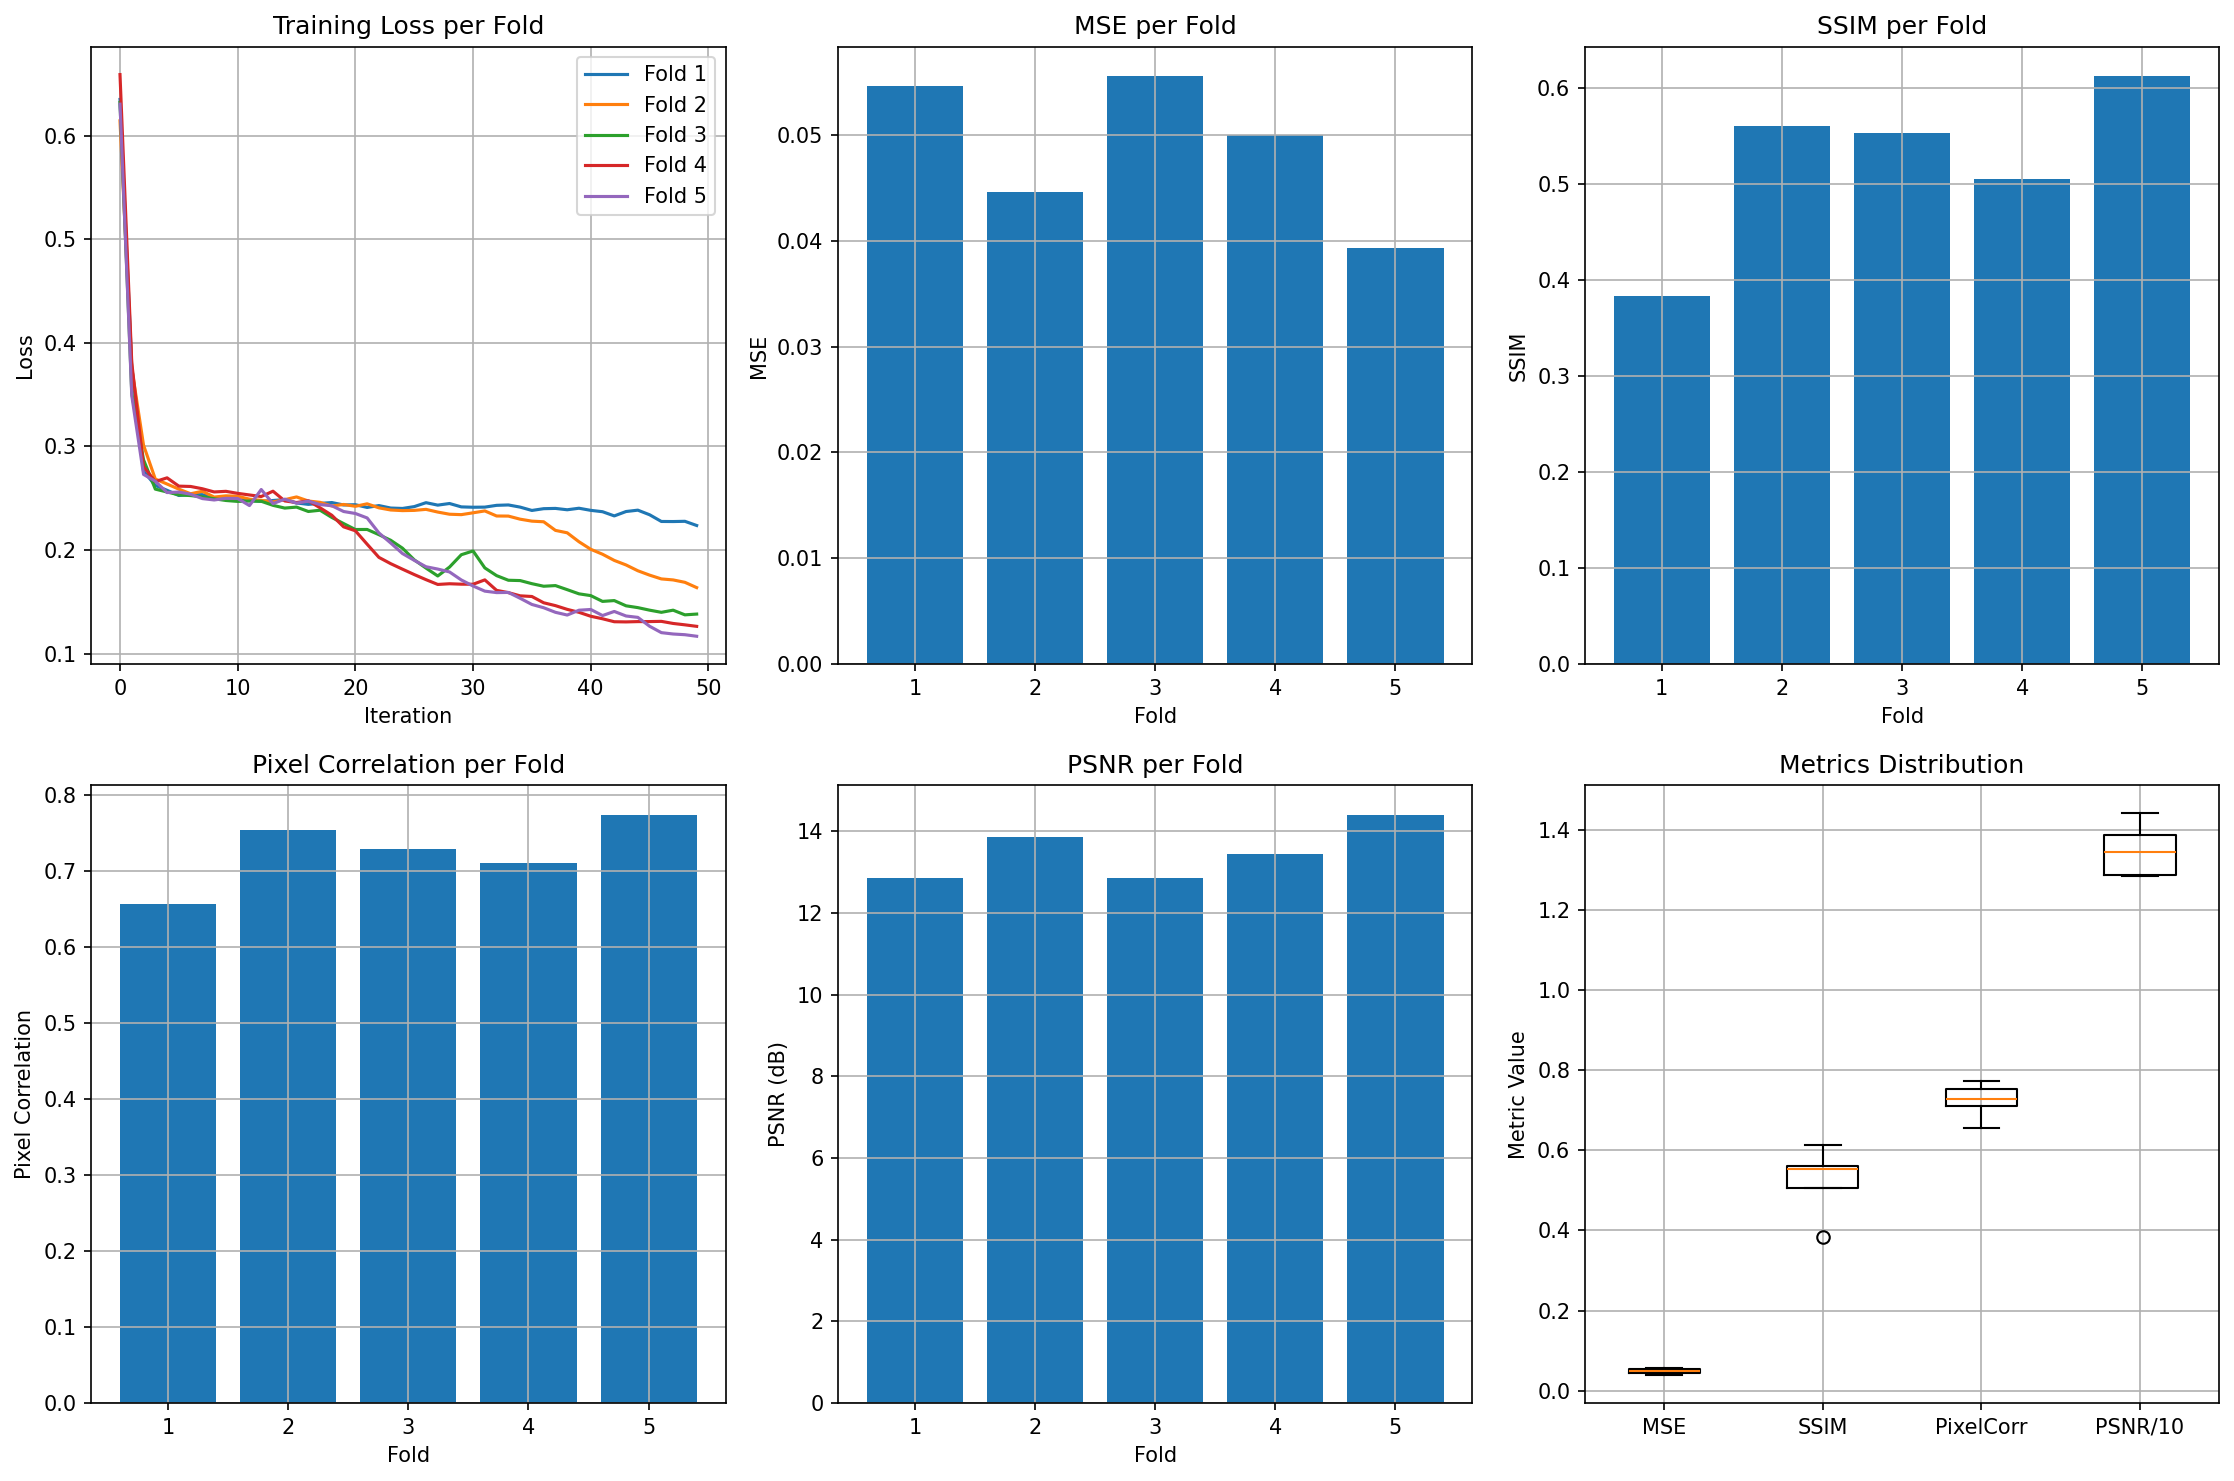 Training Loss per Fold
Loss
0.6
0.5
0.4
0.3
0.2
0.1
0 10 20 30 40 50
Iteration
Fold 1
Fold 2
Fold 3
Fold 4
Fold 5
MSE per Fold
MSE
0.05
0.04
0.03
0.02
0.01
0.00
1 2 3 4 5
Fold
SSIM per Fold
SSIM
0.6
0.5
0.4
0.3
0.2
0.1
0.0
1 2 3 4 5
Fold
Pixel Correlation per Fold
Pixel Correlation
0.8
0.7
0.6
0.5
0.4
0.3
0.2
0.1
0.0
1 2 3 4 5
Fold
PSNR per Fold
PSNR (dB)
14
12
10
8
6
4
2
0
1 2 3 4 5
Fold
Metrics Distribution
Metric Value
1.4
1.2
1.0
0.8
0.6
0.4
0.2
0.0
MSE SSIM PixelCorr PSNR/10